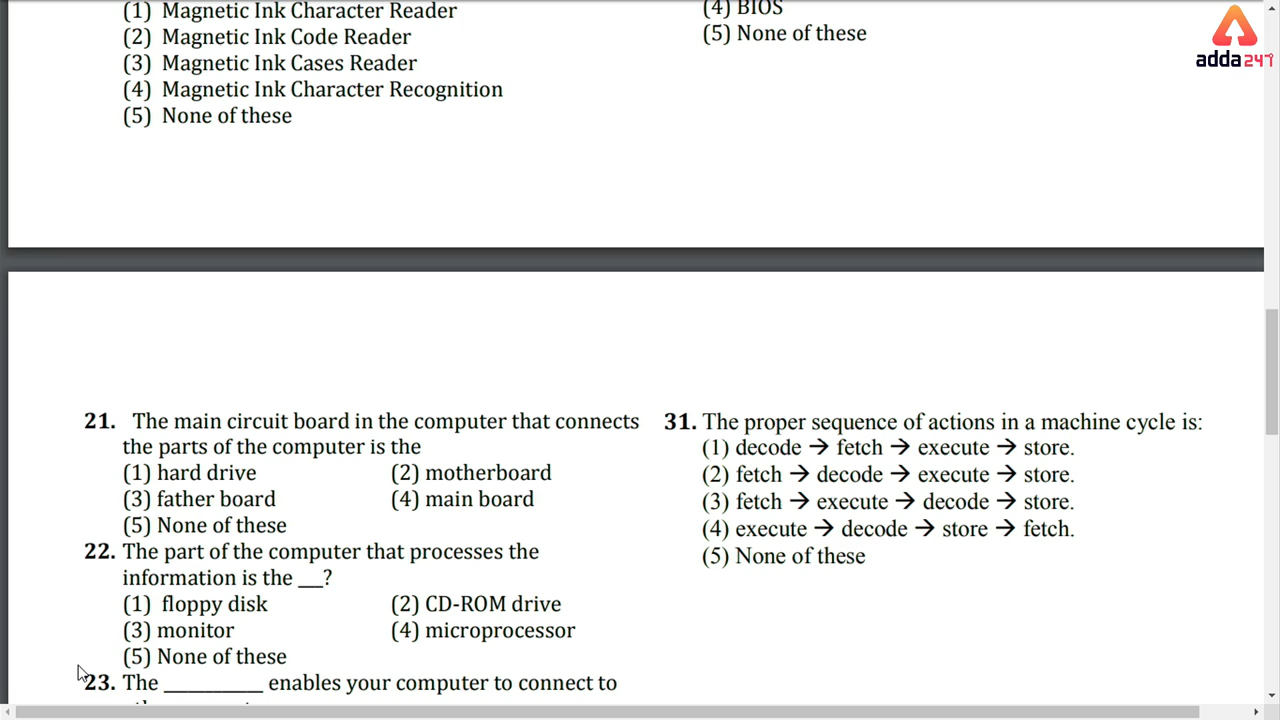 (1) Magnetic Ink Character Reader
(2) Magnetic Ink Code Reader
(3) Magnetic Ink Cases Reader
(4) Magnetic Ink Character Recognition
(5) None of these
(4) BIOS
(5) None of these
adda247
21. The main circuit board in the computer that connects
the parts of the computer is the
(1) hard drive (2) motherboard
(3) father board (4) main board
(5) None of these
22. The part of the computer that processes the
information is the ___?
(1) floppy disk (2) CD-ROM drive
(3) monitor (4) microprocessor
(5) None of these
23. The __________ enables your computer to connect to
31. The proper sequence of actions in a machine cycle is:
(1) decode → fetch → execute → store.
(2) fetch → decode → execute → store.
(3) fetch → execute → decode → store.
(4) execute → decode → store → fetch.
(5) None of these